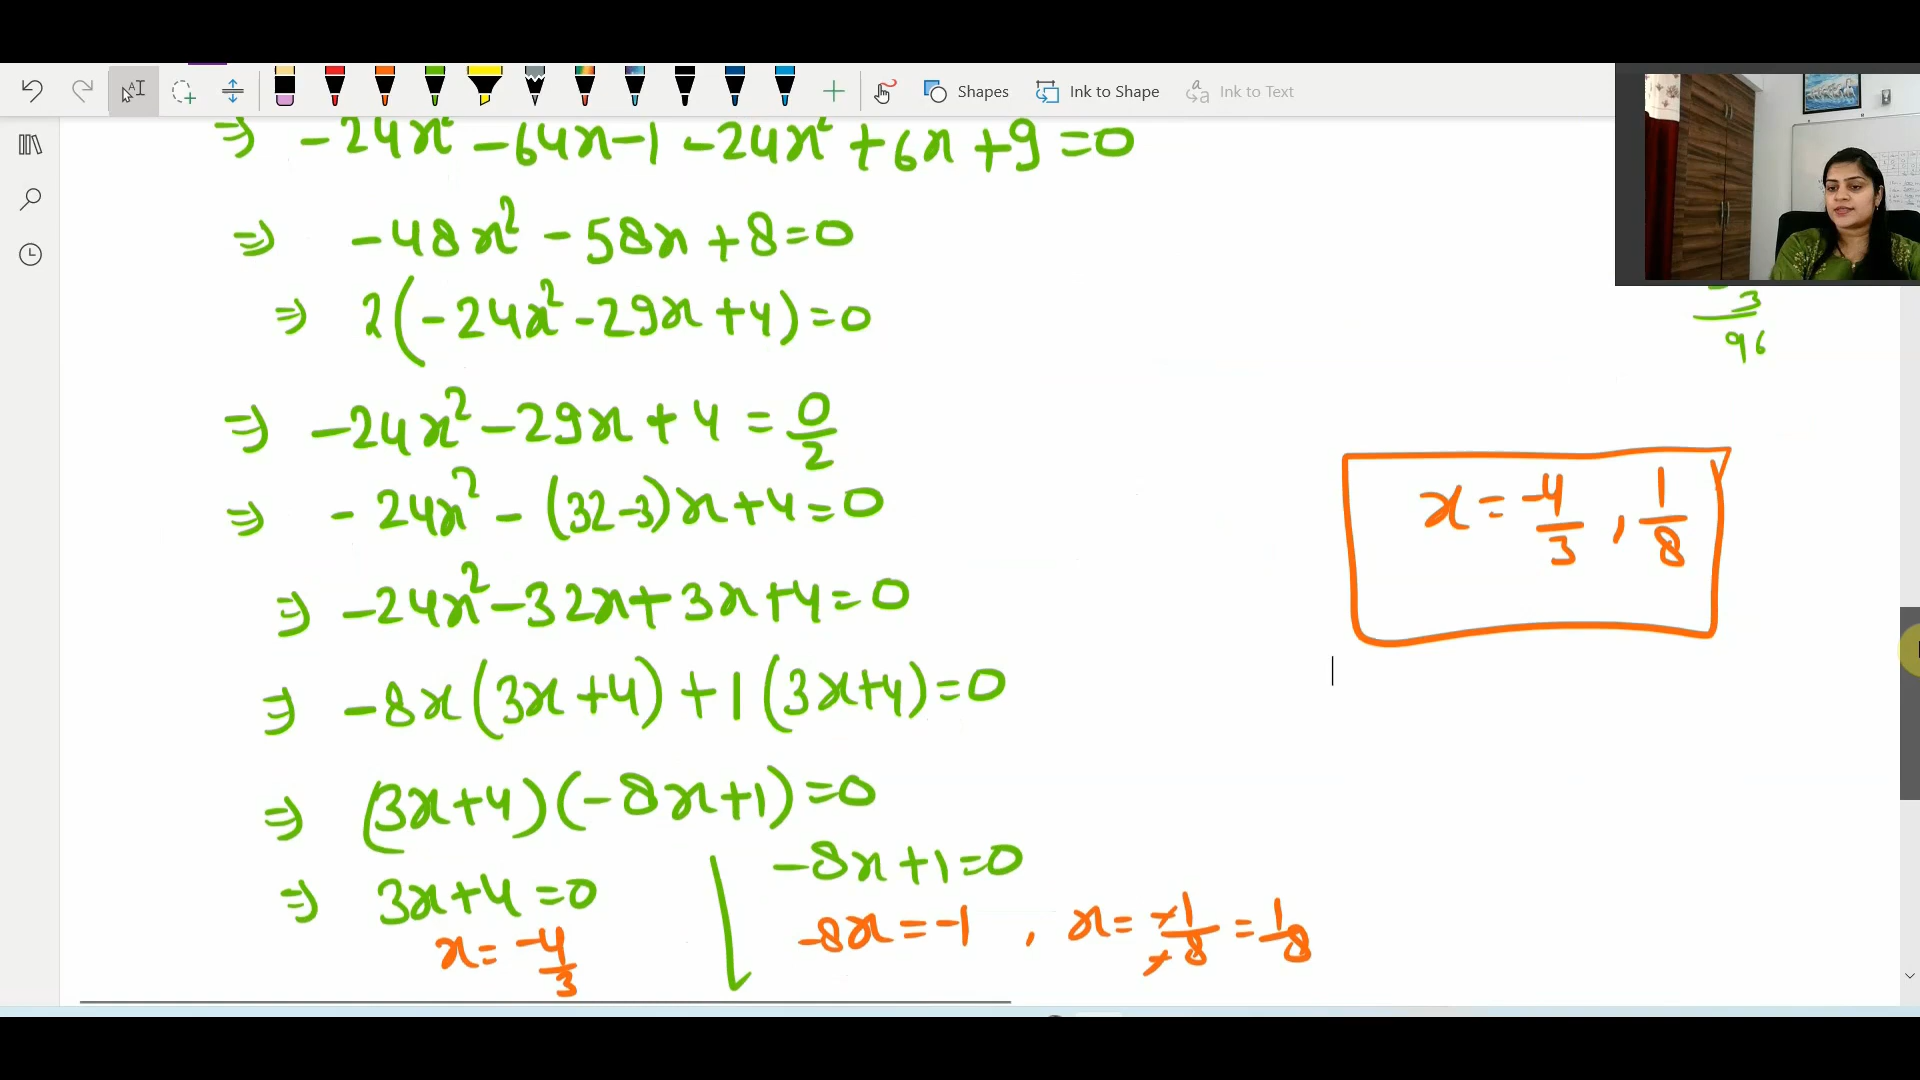 Shapes Ink to Shape Ink to Text
⇒ -24x² -64x-1 -24x² +6x +9 =0
⇒ -48x² -58x +8=0
⇒ 2(-24x² -29x +4)=0
3
96
⇒ -24x² -29x + 4 = 0/2
⇒ -24x² - (32-3)x+4=0
x = -4/3 , 1/8
⇒ -24x² -32x+3x+4=0
⇒ -8x(3x+4)+1(3x+4)=0
⇒ (3x+4)(-8x+1)=0
⇒ 3x+4=0
x= -4/3
-8x+1=0
-8x=-1 , x= -1/-8 = 1/8